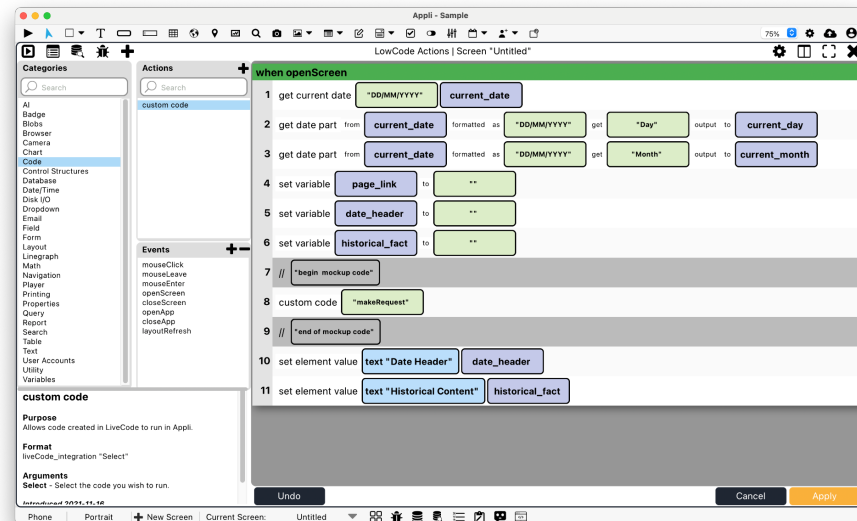 Appli - Sample
T
75%
LowCode Actions | Screen "Untitled"
Categories
Search
AI
Badge
Blobs
Browser
Camera
Chart
Code
Control Structures
Database
Date/Time
Disk I/O
Dropdown
Email
Field
Form
Layout
Linegraph
Math
Navigation
Player
Printing
Properties
Query
Report
Search
Table
Text
User Accounts
Utility
Variables
Actions
Search
custom code
Events
mouseClick
mouseLeave
mouseEnter
openScreen
closeScreen
openApp
closeApp
layoutRefresh
custom code
Purpose
Allows code created in LiveCode to run in Appli.
Format
liveCode_integration "Select"
Arguments
Select - Select the code you wish to run.
Introduced 2021-11-16
when openScreen
1 get current date "DD/MM/YYYY" current_date
2 get date part from current_date formatted as "DD/MM/YYYY" get "Day" output to current_day
3 get date part from current_date formatted as "DD/MM/YYYY" get "Month" output to current_month
4 set variable page_link to ""
5 set variable date_header to ""
6 set variable historical_fact to ""
7 // "begin mockup code"
8 custom code "makeRequest"
9 // "end of mockup code"
10 set element value text "Date Header" date_header
11 set element value text "Historical Content" historical_fact
Undo
Cancel
Apply
Phone Portrait New Screen Current Screen: Untitled